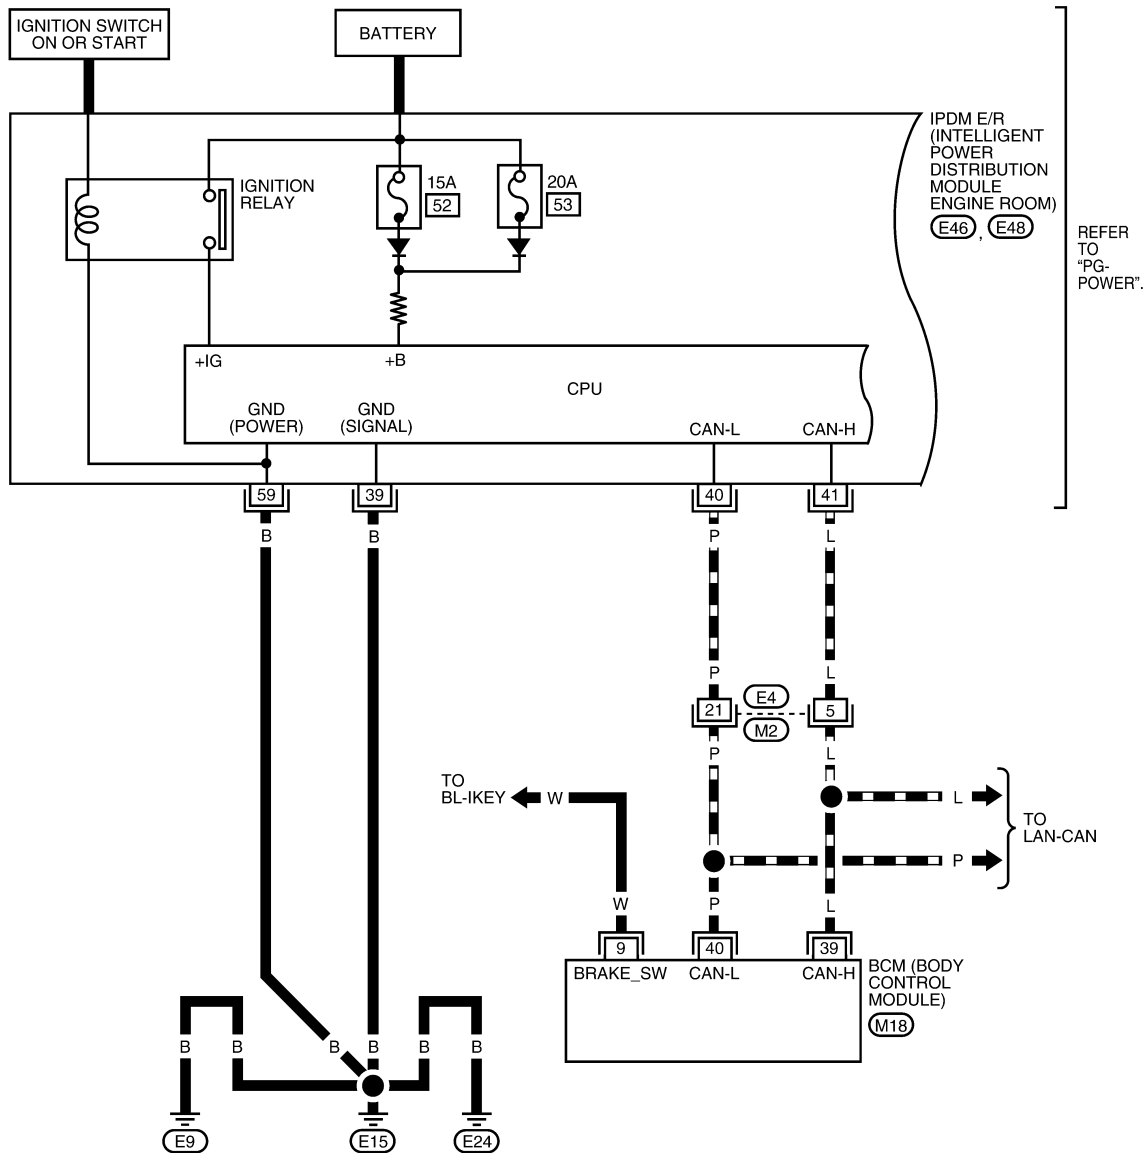 IGNITION SWITCH
ON OR START
BATTERY
IPDM E/R
(INTELLIGENT
POWER
DISTRIBUTION
MODULE
ENGINE ROOM)
E46 , E48
IGNITION
RELAY
15A
52
20A
53
REFER
TO
“PG-
POWER”.
+IG
+B
CPU
GND
(POWER)
GND
(SIGNAL)
CAN-L
CAN-H
59
39
40
41
B
B
P
L
P
L
21
E4
M2
5
P
L
TO
BL-IKEY
W
L
P
TO
LAN-CAN
W
P
L
9
40
39
BRAKE_SW
CAN-L
CAN-H
BCM (BODY
CONTROL
MODULE)
M18
B
B
B
B
B
B
E9
E15
E24